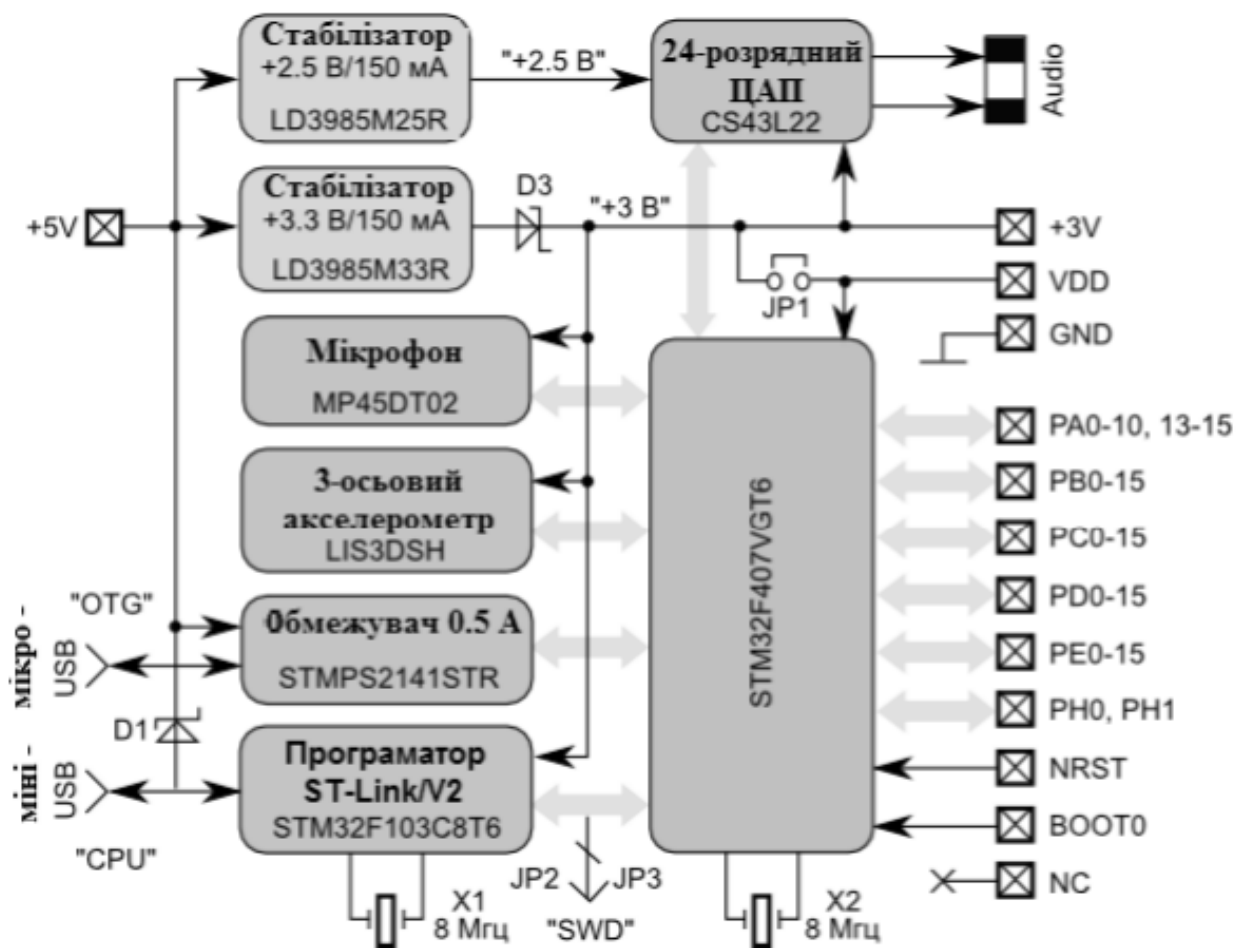 Стабілізатор
+2.5 В/150 мА
LD3985M25R
"+2.5 В"
24-розрядний
ЦАП
CS43L22
Audio
+5V
Стабілізатор
+3.3 В/150 мА
LD3985M33R
D3
"+3 В"
+3V
JP1
VDD
GND
Мікрофон
MP45DT02
3-осьовий
акселерометр
LIS3DSH
STM32F407VGT6
PA0-10, 13-15
PB0-15
PC0-15
PD0-15
PE0-15
PH0, PH1
NRST
BOOT0
NC
"OTG"
мікро -
USB
Обмежувач 0.5 А
STMPS2141STR
D1
міні -
USB
"CPU"
Програматор
ST-Link/V2
STM32F103C8T6
X1
8 Мгц
JP2
JP3
"SWD"
X2
8 Мгц